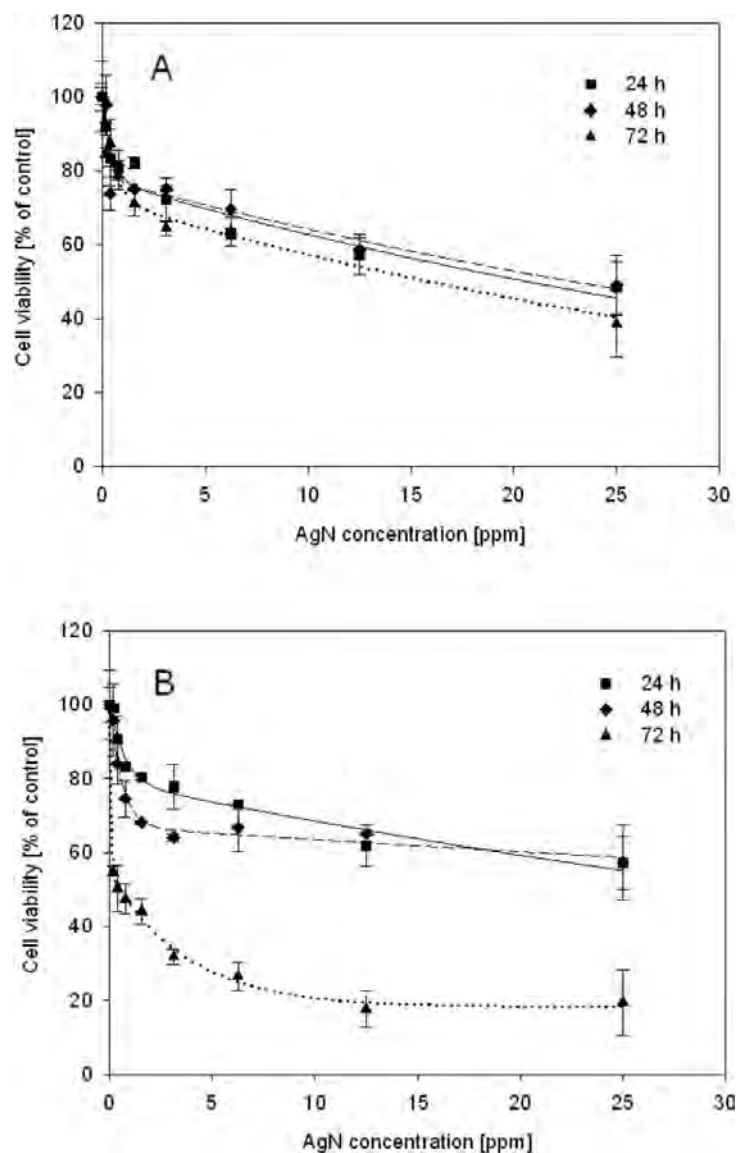 120
A
24 h
48 h
72 h
100
80
60
40
20
0
Cell viability [% of control]
0 5 10 15 20 25 30
AgN concentration [ppm]
120
B
24 h
48 h
72 h
100
80
60
40
20
0
Cell viability [% of control]
0 5 10 15 20 25 30
AgN concentration [ppm]